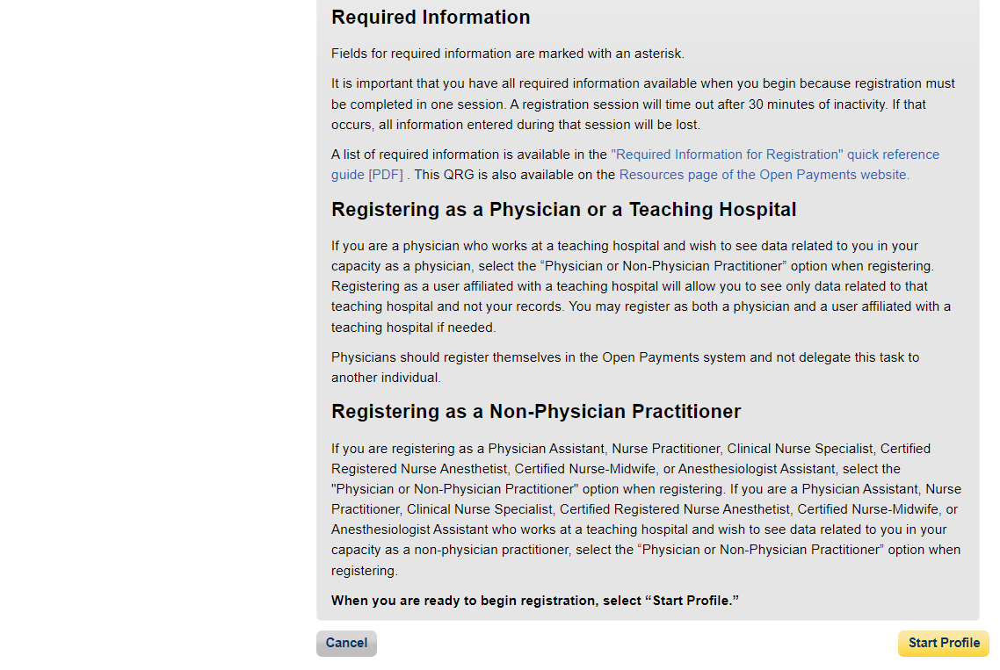 Required Information
Fields for required information are marked with an asterisk.
It is important that you have all required information available when you begin because registration must
be completed in one session. A registration session will time out after 30 minutes of inactivity. If that
occurs, all information entered during that session will be lost.
A list of required information is available in the "Required Information for Registration" quick reference
guide [PDF] . This QRG is also available on the Resources page of the Open Payments website.
Registering as a Physician or a Teaching Hospital
If you are a physician who works at a teaching hospital and wish to see data related to you in your
capacity as a physician, select the “Physician or Non-Physician Practitioner” option when registering.
Registering as a user affiliated with a teaching hospital will allow you to see only data related to that
teaching hospital and not your records. You may register as both a physician and a user affiliated with a
teaching hospital if needed.
Physicians should register themselves in the Open Payments system and not delegate this task to
another individual.
Registering as a Non-Physician Practitioner
If you are registering as a Physician Assistant, Nurse Practitioner, Clinical Nurse Specialist, Certified
Registered Nurse Anesthetist, Certified Nurse-Midwife, or Anesthesiologist Assistant, select the
"Physician or Non-Physician Practitioner" option when registering. If you are a Physician Assistant, Nurse
Practitioner, Clinical Nurse Specialist, Certified Registered Nurse Anesthetist, Certified Nurse-Midwife, or
Anesthesiologist Assistant who works at a teaching hospital and wish to see data related to you in your
capacity as a non-physician practitioner, select the “Physician or Non-Physician Practitioner” option when
registering.
When you are ready to begin registration, select “Start Profile.”
Cancel
Start Profile